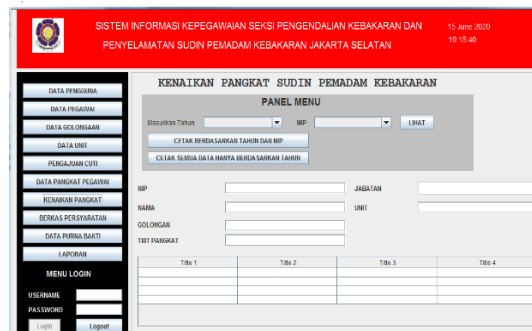 SISTEM INFORMASI KEPEGAWAIAN SEKSI PENGENDALIAN KEBAKARAN DAN
PENYELAMATAN SUDIN PEMADAM KEBAKARAN JAKARTA SELATAN
15 June 2020
19:15:40
DATA PENGGUNA
DATA PEGAWAI
DATA GOLONGAAN
DATA UNIT
PENGAJUAN CUTI
DATA PANGKAT PEGAWAI
KENAIKAN PANGKAT
BERKAS PERSYARATAN
DATA PURNA BAKTI
LAPORAN
MENU LOGIN
USERNAME
PASSWORD
Login Logout
KENAIKAN PANGKAT SUDIN PEMADAM KEBAKARAN
PANEL MENU
Masukkan Tahun NIP LIHAT
CETAK BERDASARKAN TAHUN DAN NIP
CETAK SEMUA DATA HANYA BERDASARKAN TAHUN
NIP JABATAN
NAMA UNIT
GOLONGAN
TMT PANGKAT
Title 1 Title 2 Title 3 Title 4